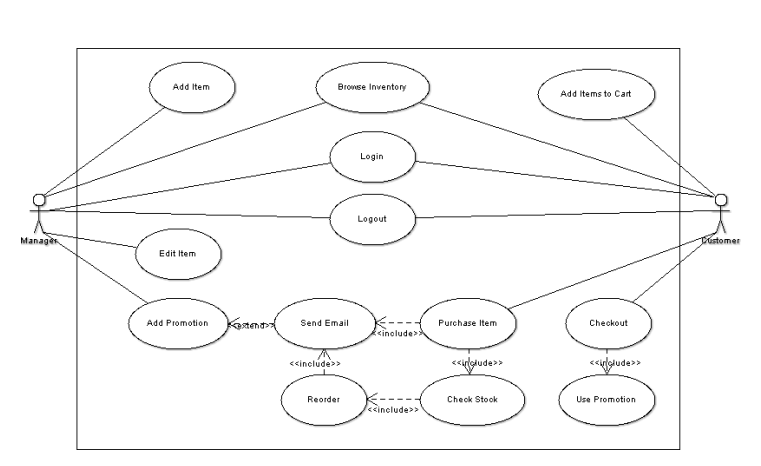 Add Item
Browse Inventory
Add Items to Cart
Login
Logout
Manager
Customer
Edit Item
Add Promotion
<<extend>>
Send Email
<<include>>
Purchase Item
Checkout
<<include>>
<<include>>
<<include>>
Reorder
<<include>>
Check Stock
Use Promotion